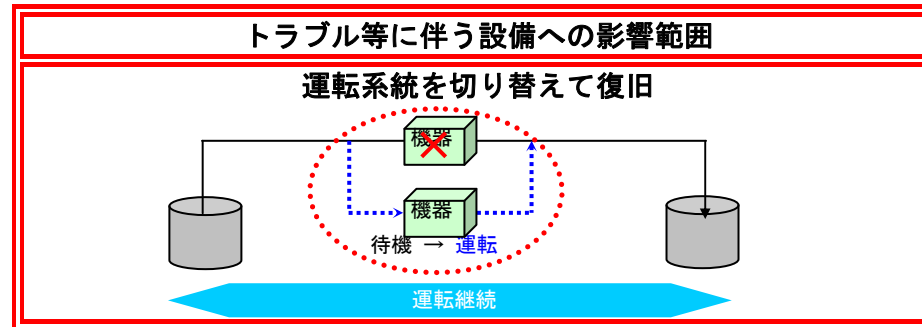 トラブル等に伴う設備への影響範囲
運転系統を切り替えて復旧
機器
機器
待機 → 運転
運転継続